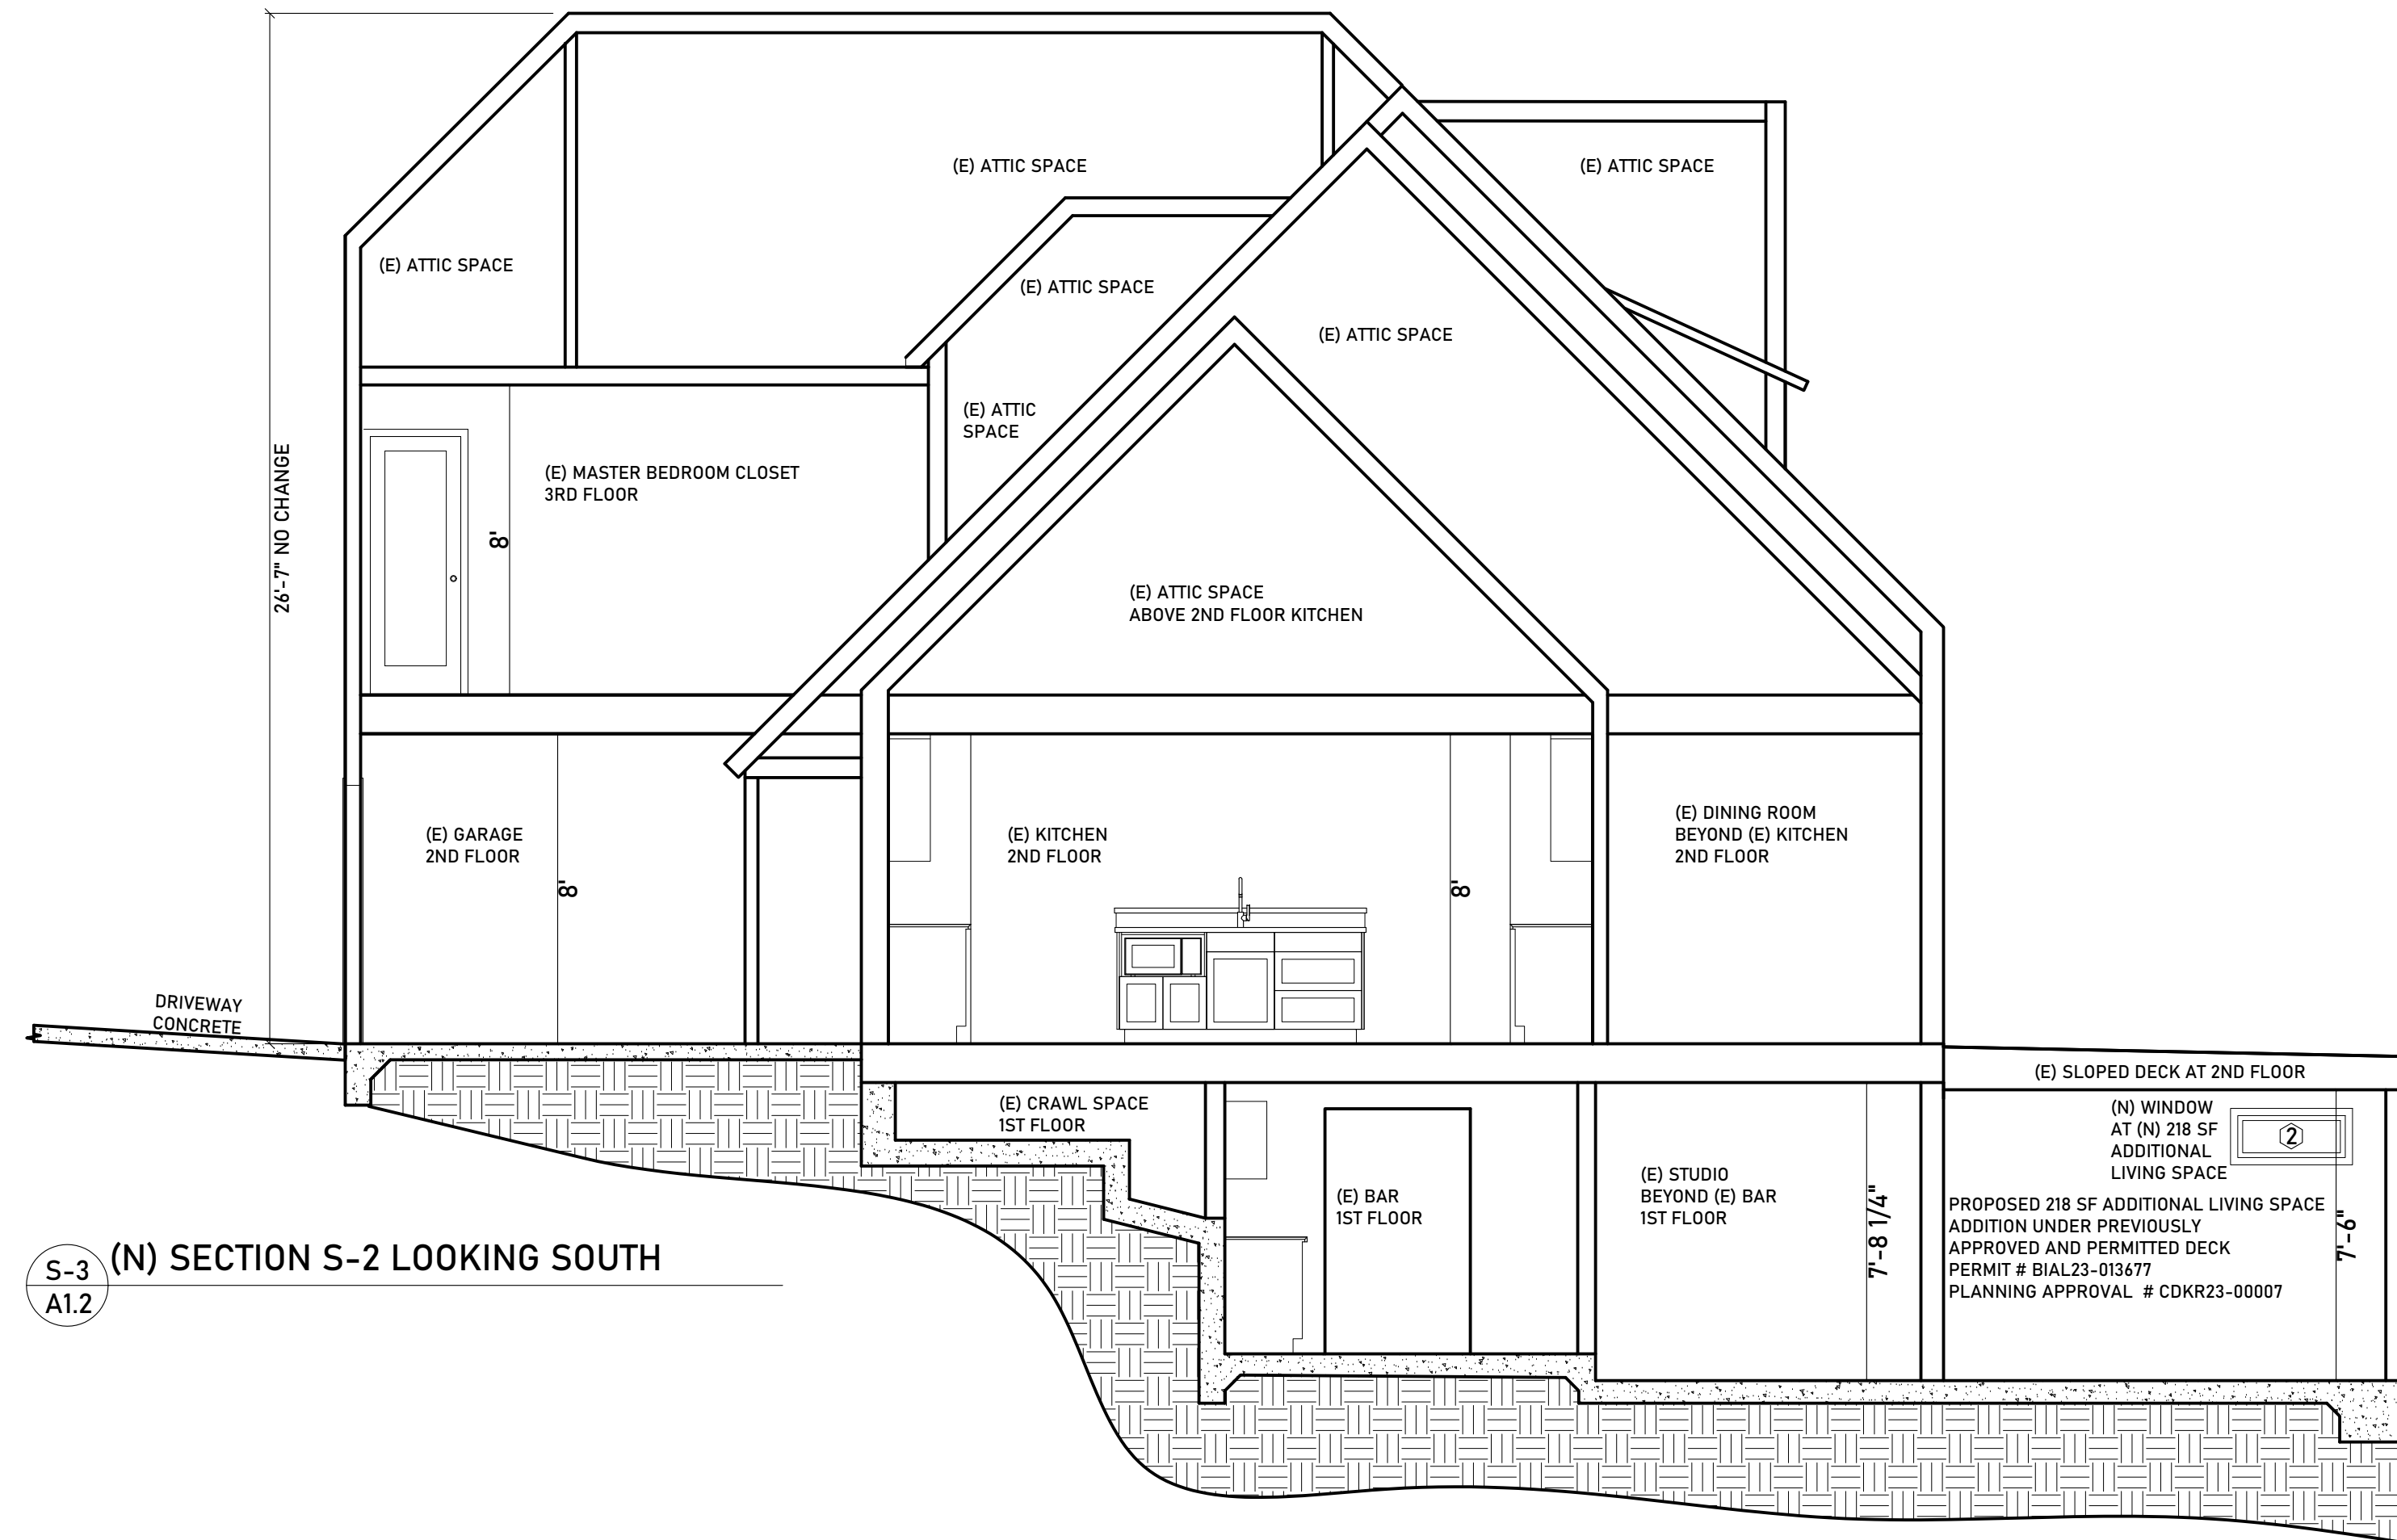 (E) ATTIC SPACE
(E) ATTIC SPACE
(E) ATTIC SPACE
(E) ATTIC SPACE
(E) ATTIC SPACE
(E) ATTIC
SPACE
26'-7" NO CHANGE
(E) MASTER BEDROOM CLOSET
3RD FLOOR
8'
(E) ATTIC SPACE
ABOVE 2ND FLOOR KITCHEN
(E) GARAGE
2ND FLOOR
8'
(E) KITCHEN
2ND FLOOR
8'
(E) DINING ROOM
BEYOND (E) KITCHEN
2ND FLOOR
DRIVEWAY
CONCRETE
(E) SLOPED DECK AT 2ND FLOOR
(E) CRAWL SPACE
1ST FLOOR
(E) BAR
1ST FLOOR
(E) STUDIO
BEYOND (E) BAR
1ST FLOOR
7'-8 1/4"
(N) WINDOW
AT (N) 218 SF
ADDITIONAL
LIVING SPACE
2
PROPOSED 218 SF ADDITIONAL LIVING SPACE
ADDITION UNDER PREVIOUSLY
APPROVED AND PERMITTED DECK
PERMIT # BIAL23-013677
PLANNING APPROVAL # CDKR23-00007
7'-6"
S-3
A1.2
(N) SECTION S-2 LOOKING SOUTH